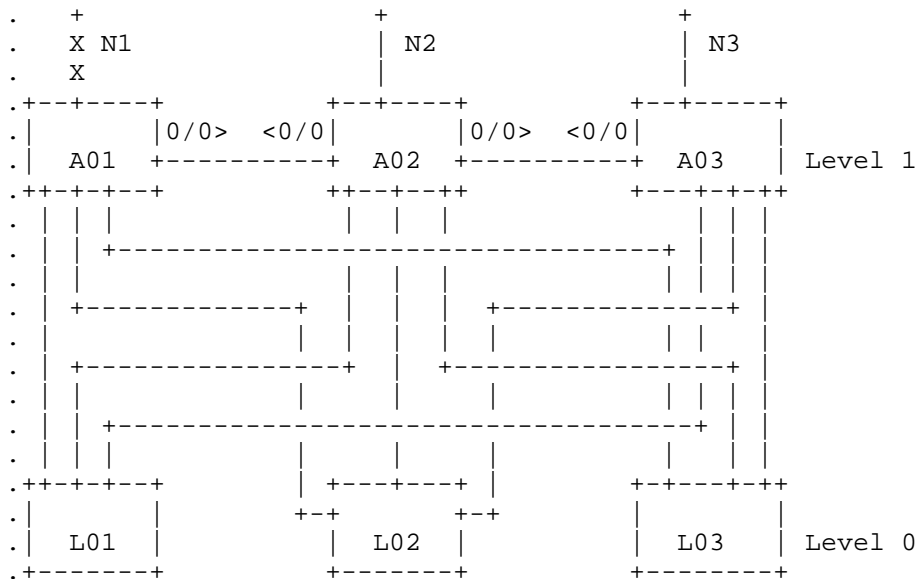 X N1 N2 N3
X
0/0> <0/0 0/0> <0/0
A01 A02 A03 Level 1
L01 L02 L03 Level 0